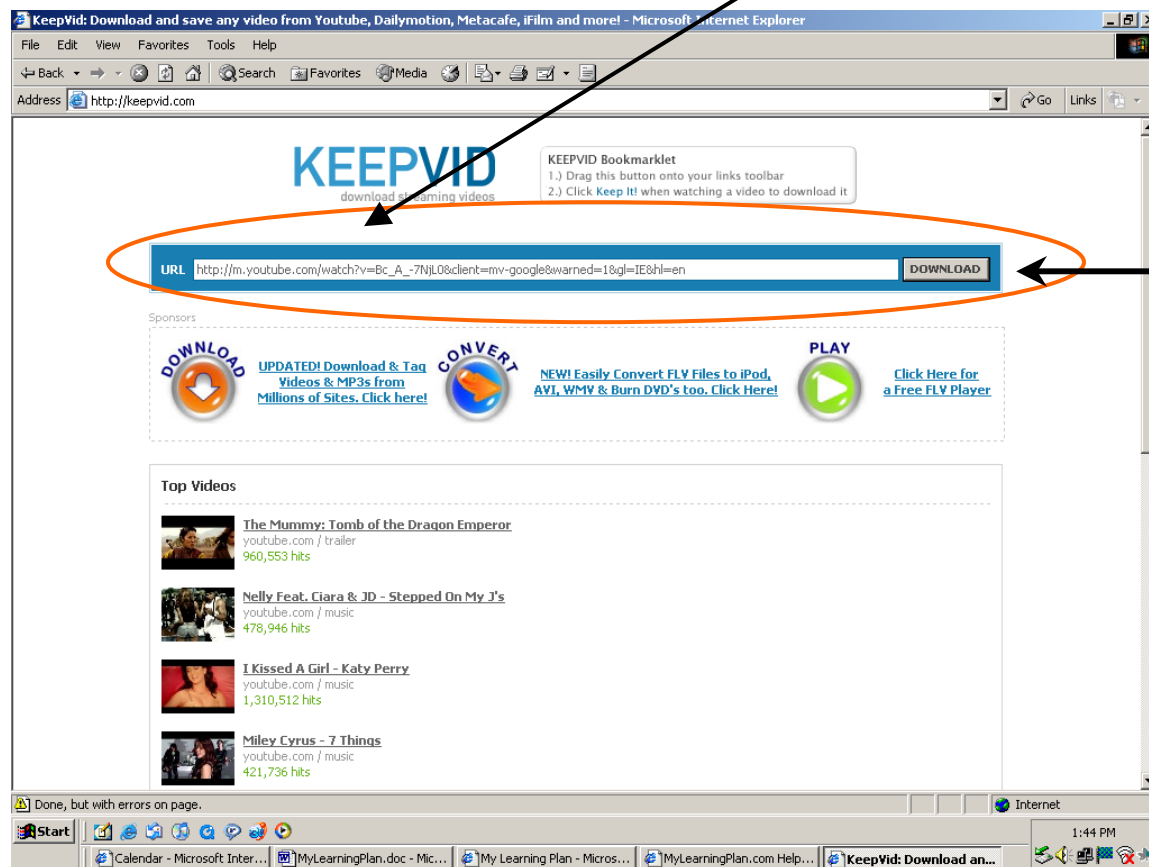 KeepVid: Download and save any video from Youtube, Dailymotion, Metacafe, iFilm and more! - Microsoft Internet Explorer
File Edit View Favorites Tools Help
Back Search Favorites Media
Address http://keepvid.com Go Links
KEEPVID
download streaming videos
KEEPVID Bookmarklet
1.) Drag this button onto your links toolbar
2.) Click Keep It! when watching a video to download it
URL http://m.youtube.com/watch?v=Bc_A_-7NjL0&client=mv-google&warned=1&gl=IE&hl=en DOWNLOAD
Sponsors
DOWNLOAD
UPDATED! Download & Tag
Videos & MP3s from
Millions of Sites. Click here!
CONVERT
NEW! Easily Convert FLV Files to iPod,
AVI, WMV & Burn DVD's too. Click Here!
PLAY
Click Here for
a Free FLV Player
Top Videos
The Mummy: Tomb of the Dragon Emperor
youtube.com / trailer
960,553 hits
Nelly Feat. Ciara & JD - Stepped On My J's
youtube.com / music
478,946 hits
I Kissed A Girl - Katy Perry
youtube.com / music
1,310,512 hits
Miley Cyrus - 7 Things
youtube.com / music
421,736 hits
Done, but with errors on page. Internet
Start 1:44 PM
Calendar - Microsoft Inter... MyLearningPlan.doc - Mic... My Learning Plan - Micros... MyLearningPlan.com Help... KeepVid: Download an...